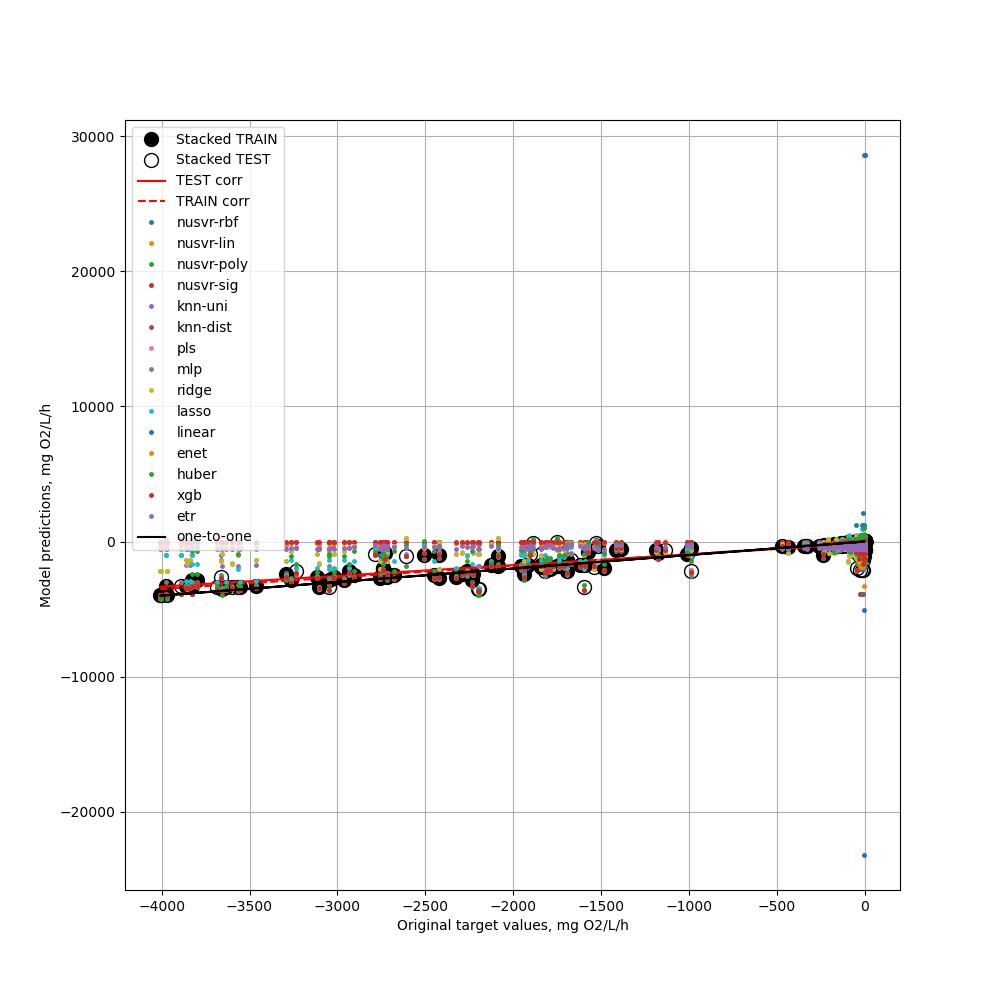 Stacked TRAIN
Stacked TEST
TEST corr
TRAIN corr
nusvr-rbf
nusvr-lin
nusvr-poly
nusvr-sig
knn-uni
knn-dist
pls
mlp
ridge
lasso
linear
enet
huber
xgb
etr
one-to-one
30000
20000
10000
0
−10000
−20000
Model predictions, mg O2/L/h
−4000
−3500
−3000
−2500
−2000
−1500
−1000
−500
0
Original target values, mg O2/L/h